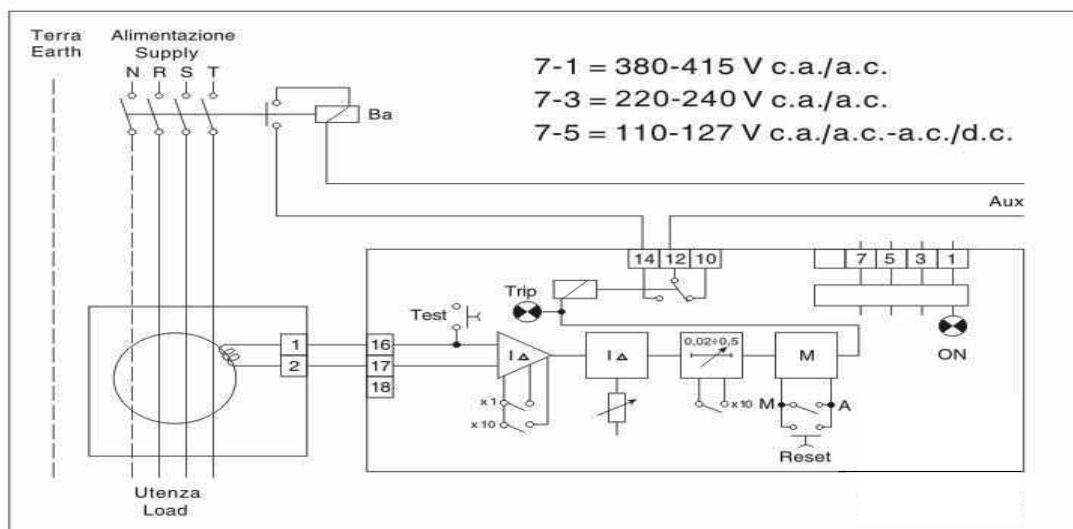 Terra
Earth
Alimentazione
Supply
N R S T
Ba
7-1 = 380-415 V c.a./a.c.
7-3 = 220-240 V c.a./a.c.
7-5 = 110-127 V c.a./a.c.-a.c./d.c.
Aux
14 12 10
7 5 3 1
Trip
Test
ON
1
2
16
17
18
I∆
I∆
0,02÷0,5
M
x 1
x 10
x10
M A
Reset
Utenza
Load